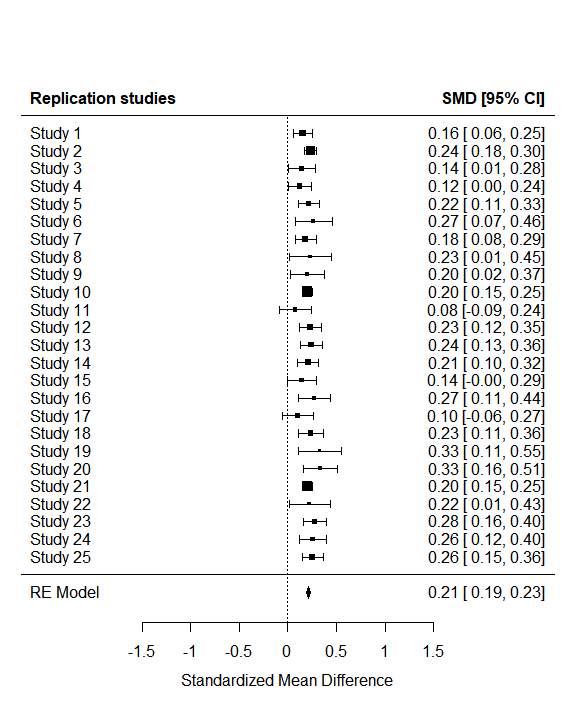 Replication studies SMD [95% CI]
Study 1 0.16 [ 0.06, 0.25]
Study 2 0.24 [ 0.18, 0.30]
Study 3 0.14 [ 0.01, 0.28]
Study 4 0.12 [ 0.00, 0.24]
Study 5 0.22 [ 0.11, 0.33]
Study 6 0.27 [ 0.07, 0.46]
Study 7 0.18 [ 0.08, 0.29]
Study 8 0.23 [ 0.01, 0.45]
Study 9 0.20 [ 0.02, 0.37]
Study 10 0.20 [ 0.15, 0.25]
Study 11 0.08 [-0.09, 0.24]
Study 12 0.23 [ 0.12, 0.35]
Study 13 0.24 [ 0.13, 0.36]
Study 14 0.21 [ 0.10, 0.32]
Study 15 0.14 [-0.00, 0.29]
Study 16 0.27 [ 0.11, 0.44]
Study 17 0.10 [-0.06, 0.27]
Study 18 0.23 [ 0.11, 0.36]
Study 19 0.33 [ 0.11, 0.55]
Study 20 0.33 [ 0.16, 0.51]
Study 21 0.20 [ 0.15, 0.25]
Study 22 0.22 [ 0.01, 0.43]
Study 23 0.28 [ 0.16, 0.40]
Study 24 0.26 [ 0.12, 0.40]
Study 25 0.26 [ 0.15, 0.36]
RE Model 0.21 [ 0.19, 0.23]
-1.5 -1 -0.5 0 0.5 1 1.5
Standardized Mean Difference